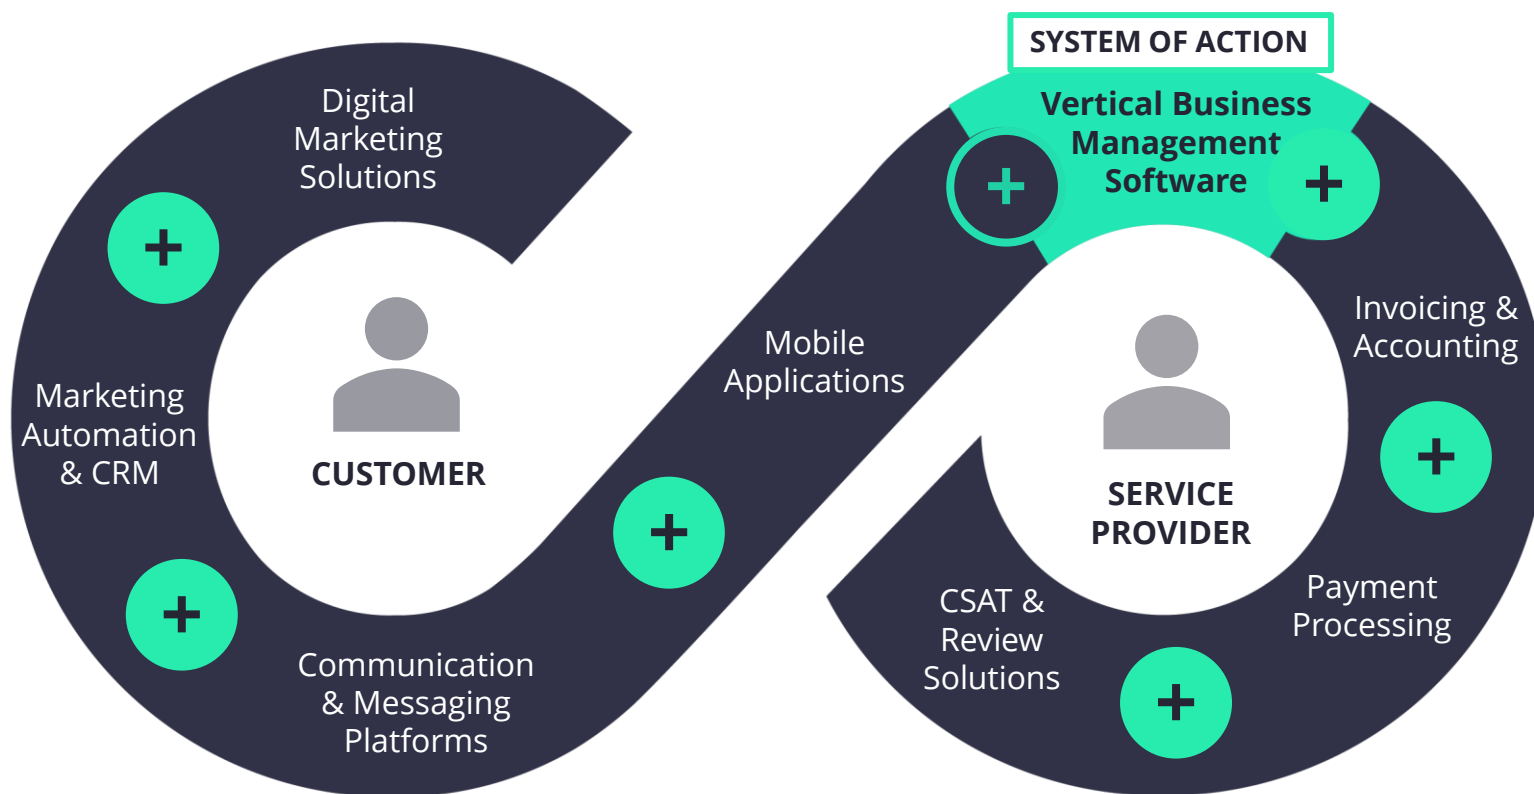 SYSTEM OF ACTION
Vertical Business
Management
Software
Digital
Marketing
Solutions
Marketing
Automation
& CRM
Communication
& Messaging
Platforms
CUSTOMER
Mobile
Applications
Invoicing &
Accounting
Payment
Processing
CSAT &
Review
Solutions
SERVICE
PROVIDER